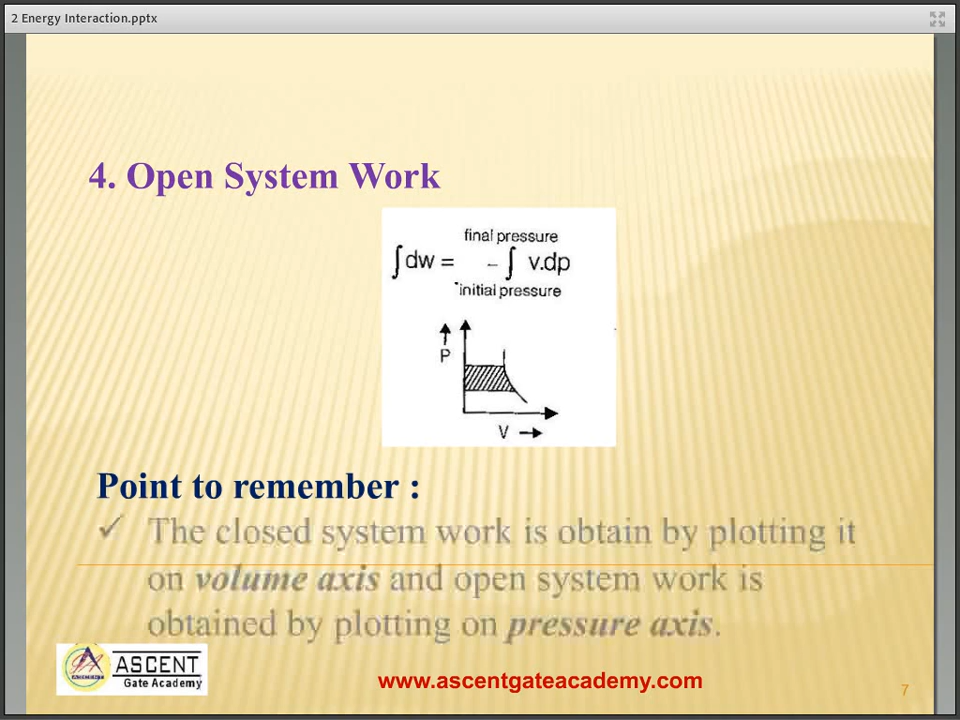 2 Energy Interaction.pptx
4. Open System Work
final pressure
∫dw = - ∫ v.dp
initial pressure
P
V
Point to remember :
✓ The closed system work is obtain by plotting it
on volume axis and open system work is
obtained by plotting on pressure axis.
ASCENT
Gate Academy
www.ascentgateacademy.com
7